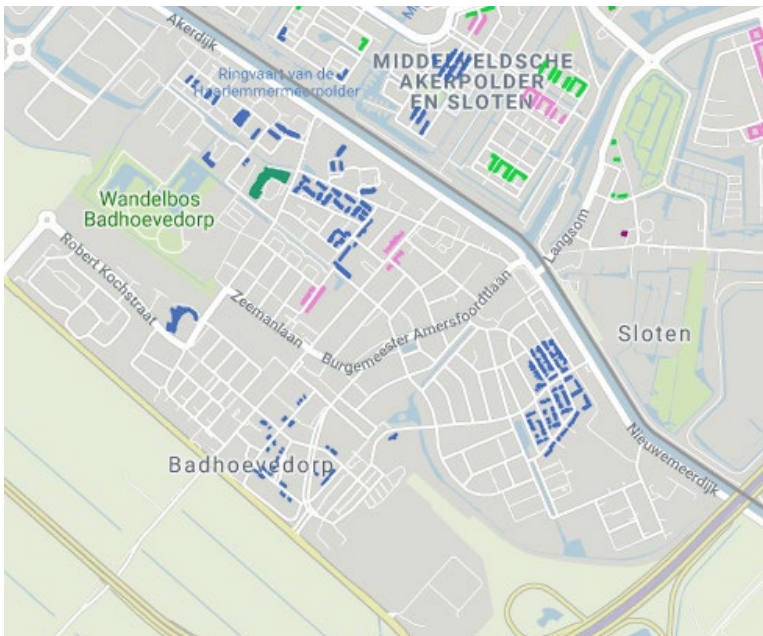 Akerdijk
Ringvaart van de
Haarlemmermeerpolder
MIDDELVELDSCHE
AKERPOLDER
EN SLOTEN
Wandelbos
Badhoevedorp
Langsom
Robert Kochstraat
Zeemanlaan
Burgemeester Amersfoordtlaan
Sloten
Nieuwemeerdijk
Badhoevedorp